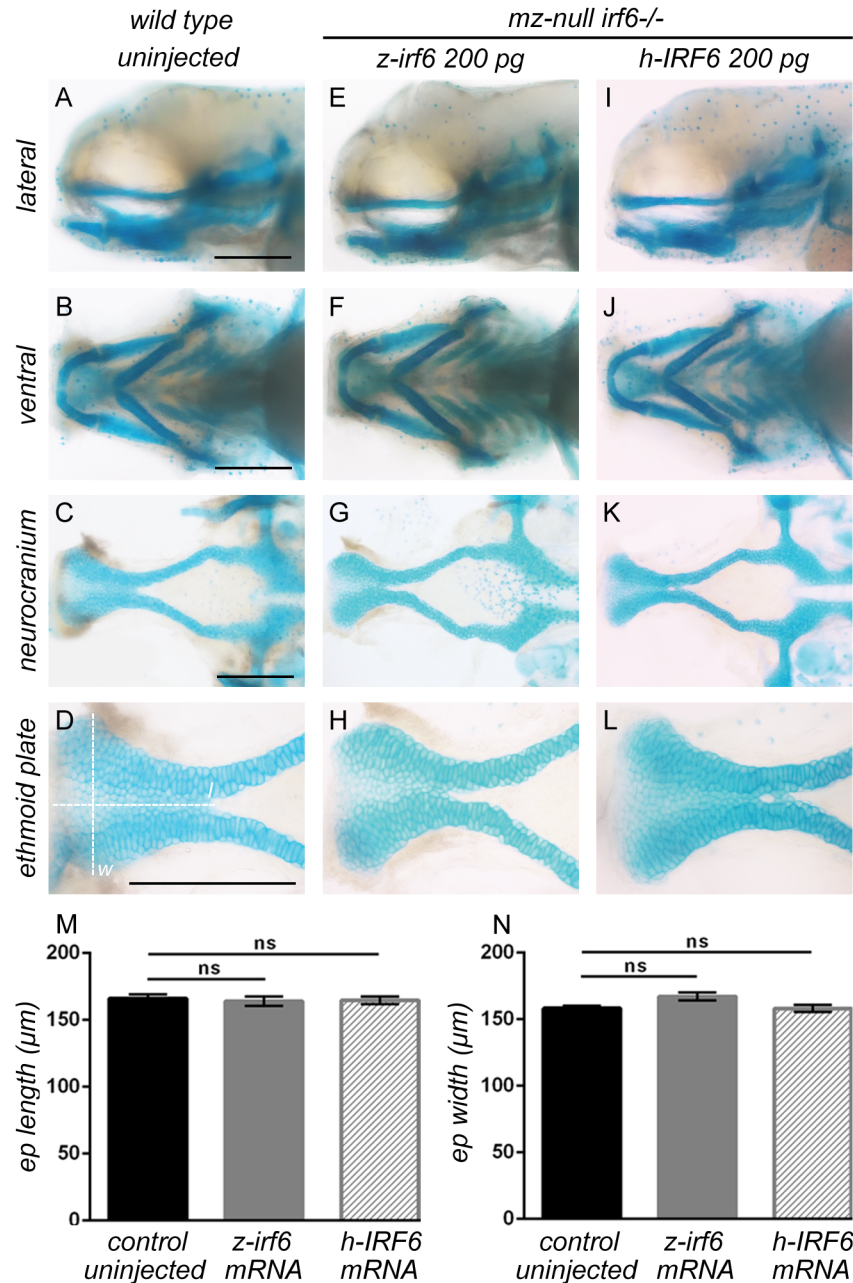 wild type
mz-null irf6-/-
uninjected
z-irf6 200 pg
h-IRF6 200 pg
lateral
A
E
I
ventral
B
F
J
neurocranium
C
G
K
ethmoid plate
D
H
L
l
w
M
N
ep length (µm)
200
150
100
50
0
ns
ns
control
uninjected
z-irf6
mRNA
h-IRF6
mRNA
ep width (µm)
200
150
100
50
0
ns
ns
control
uninjected
z-irf6
mRNA
h-IRF6
mRNA